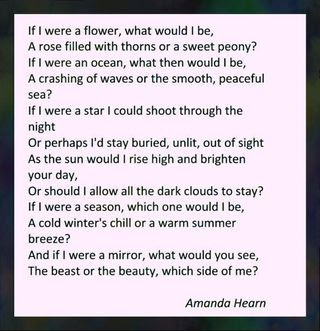 If I were a flower, what would I be,
A rose filled with thorns or a sweet peony?
If I were an ocean, what then would I be,
A crashing of waves or the smooth, peaceful
sea?
If I were a star I could shoot through the
night
Or perhaps I'd stay buried, unlit, out of sight
As the sun would I rise high and brighten
your day,
Or should I allow all the dark clouds to stay?
If I were a season, which one would I be,
A cold winter's chill or a warm summer
breeze?
And if I were a mirror, what would you see,
The beast or the beauty, which side of me?
Amanda Hearn